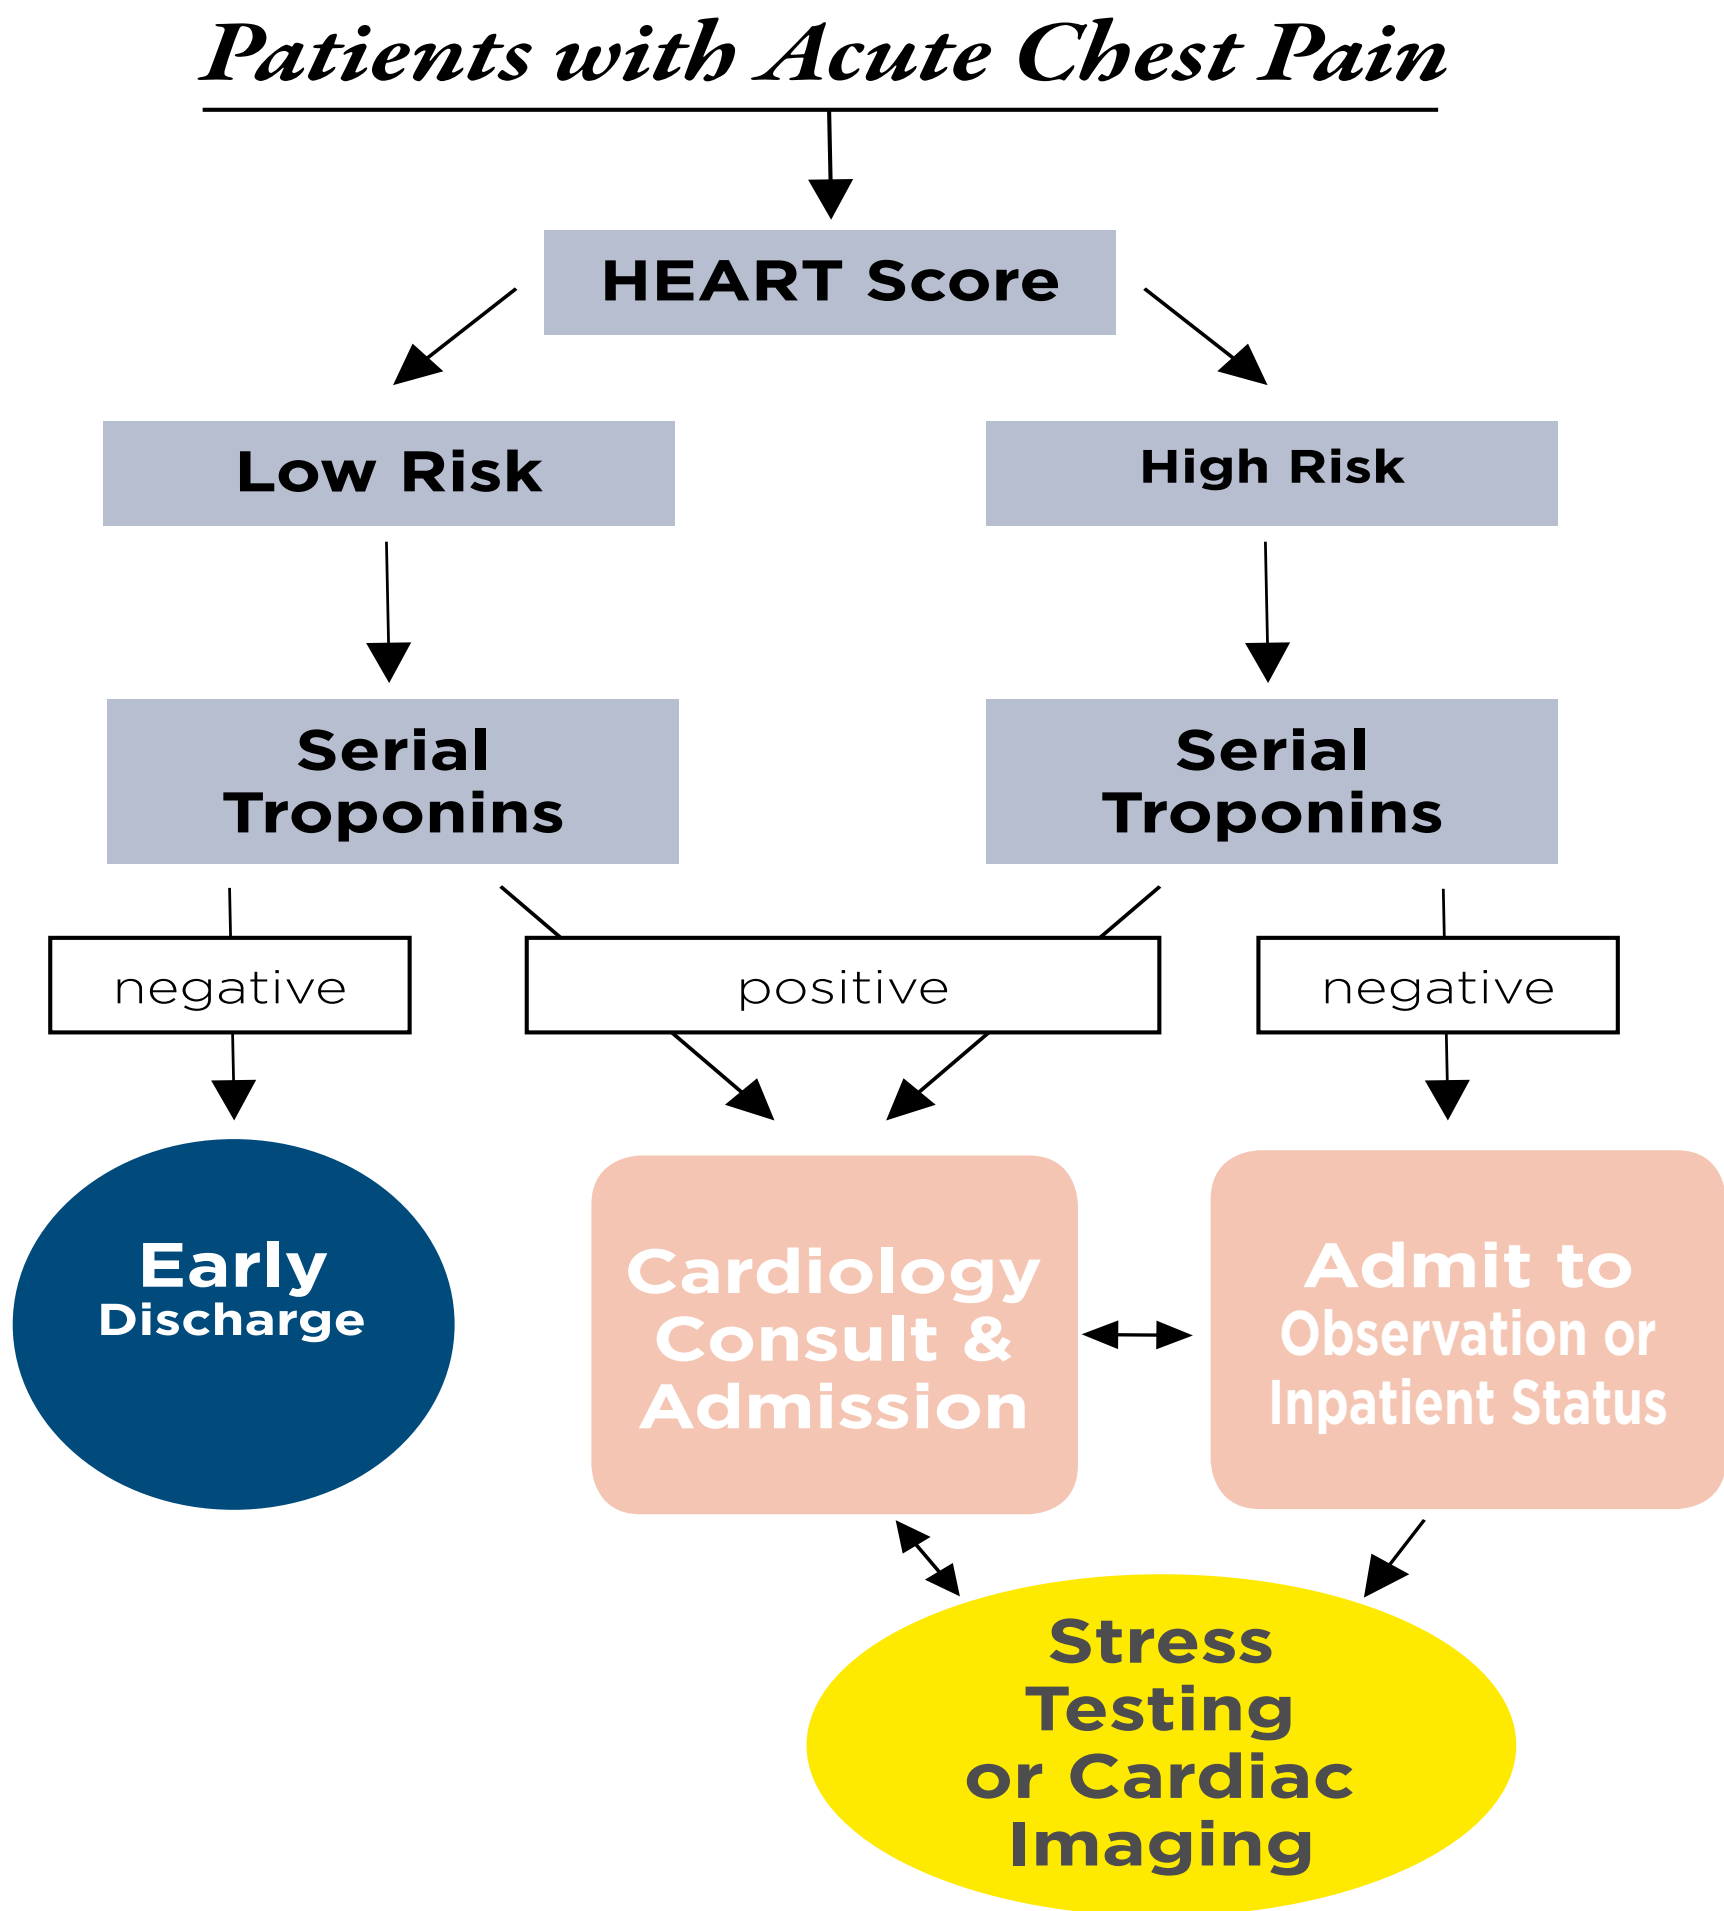 Patients with Acute Chest Pain
HEART Score
Low Risk
High Risk
Serial
Troponins
Serial
Troponins
negative
positive
negative
Early
Discharge
Cardiology
Consult &
Admission
Admit to
Observation or
Inpatient Status
Stress
Testing
or Cardiac
Imaging